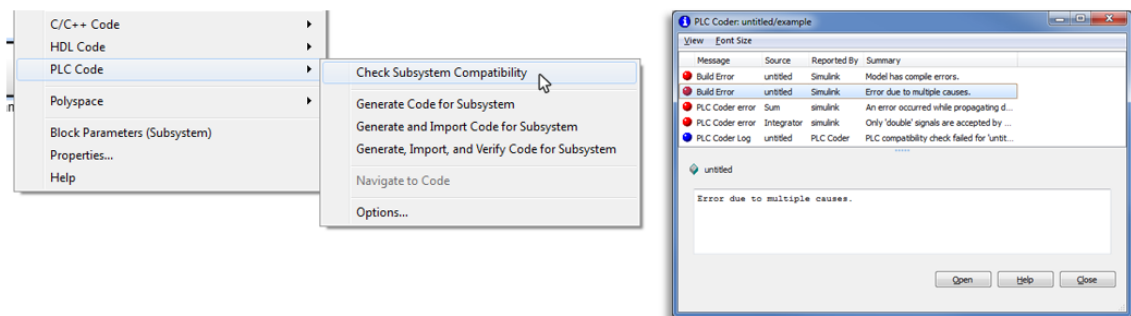 C/C++ Code
HDL Code
PLC Code
Polyspace
Block Parameters (Subsystem)
Properties...
Help
Check Subsystem Compatibility
Generate Code for Subsystem
Generate and Import Code for Subsystem
Generate, Import, and Verify Code for Subsystem
Navigate to Code
Options...
PLC Coder: untitled/example
View Font Size
Message Source Reported By Summary
Build Error untitled Simulink Model has compile errors.
Build Error untitled Simulink Error due to multiple causes.
PLC Coder error Sum simulink An error occurred while propagating d...
PLC Coder error Integrator simulink Only 'double' signals are accepted by ...
PLC Coder Log untitled PLC Coder PLC compatibility check failed for 'untit...
untitled
Error due to multiple causes.
Open Help Close